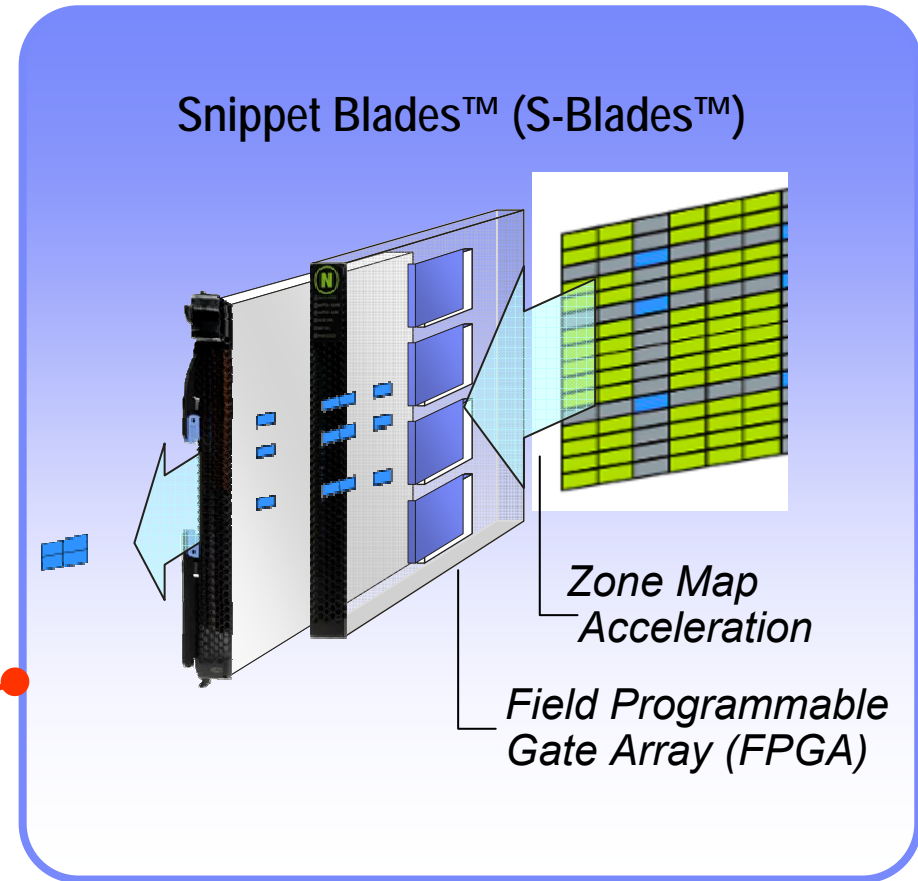 Snippet Blades™ (S-Blades™)
N
Zone Map
Acceleration
Field Programmable
Gate Array (FPGA)